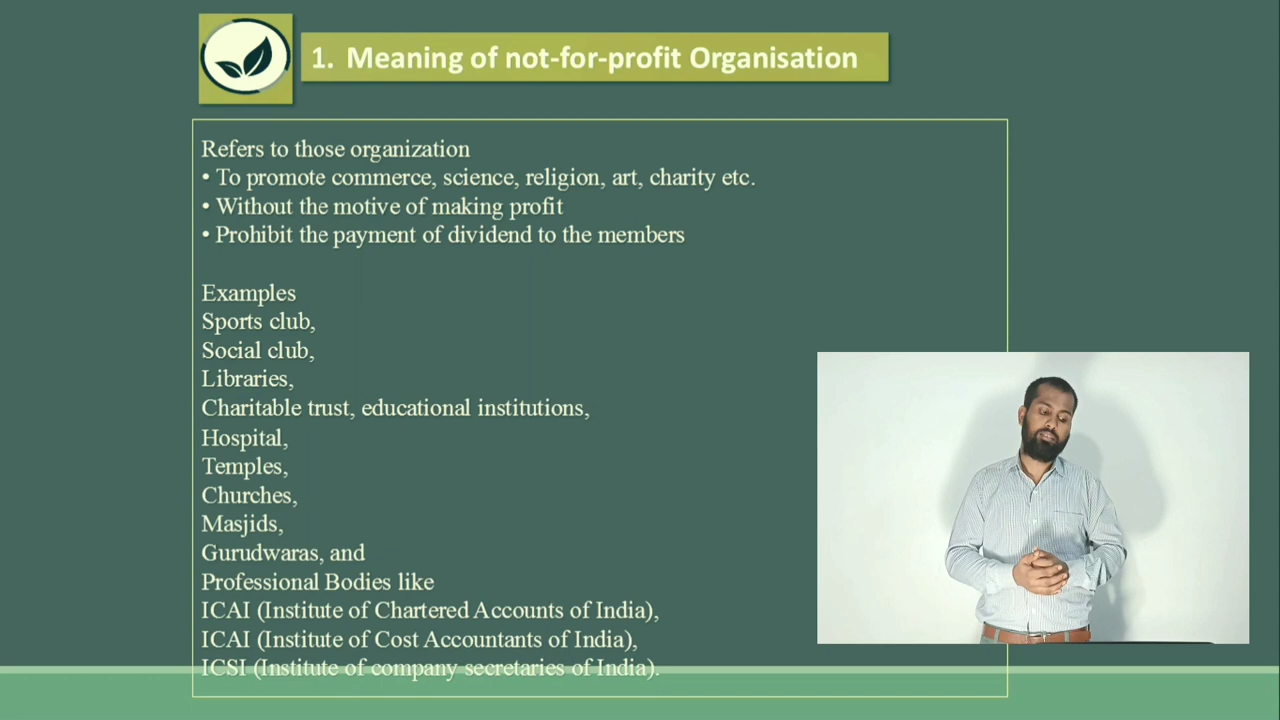 1. Meaning of not-for-profit Organisation
Refers to those organization
• To promote commerce, science, religion, art, charity etc.
• Without the motive of making profit
• Prohibit the payment of dividend to the members
Examples
Sports club,
Social club,
Libraries,
Charitable trust, educational institutions,
Hospital,
Temples,
Churches,
Masjids,
Gurudwaras, and
Professional Bodies like
ICAI (Institute of Chartered Accounts of India),
ICAI (Institute of Cost Accountants of India),
ICSI (Institute of company secretaries of India).